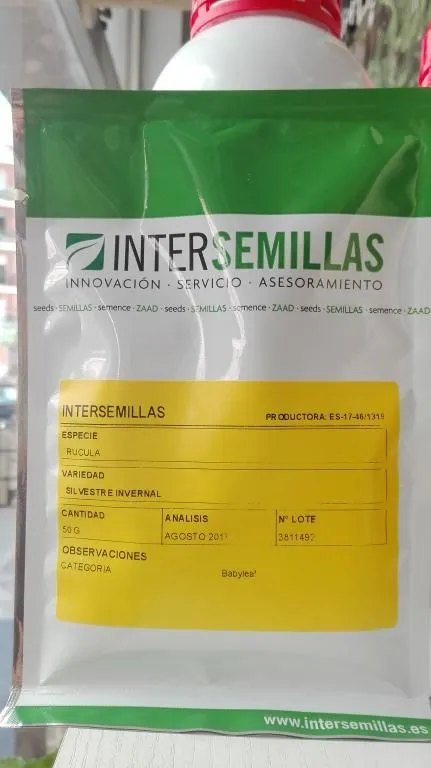 INTERSEMILLAS
INNOVACIÓN · SERVICIO · ASESORAMIENTO
seeds · SEMILLAS · semence · ZAAD · seeds · SEMILLAS · semence · ZAAD · seeds · SEMILLAS · semence · ZAAD
INTERSEMILLAS PRODUCTORA: ES-17-46/1319
ESPECIE
RUCULA
VARIEDAD
SILVESTRE INVERNAL
CANTIDAD ANALISIS Nº LOTE
50 G AGOSTO 2017 3811492
OBSERVACIONES
CATEGORIA Babyleaf
www.intersemillas.es